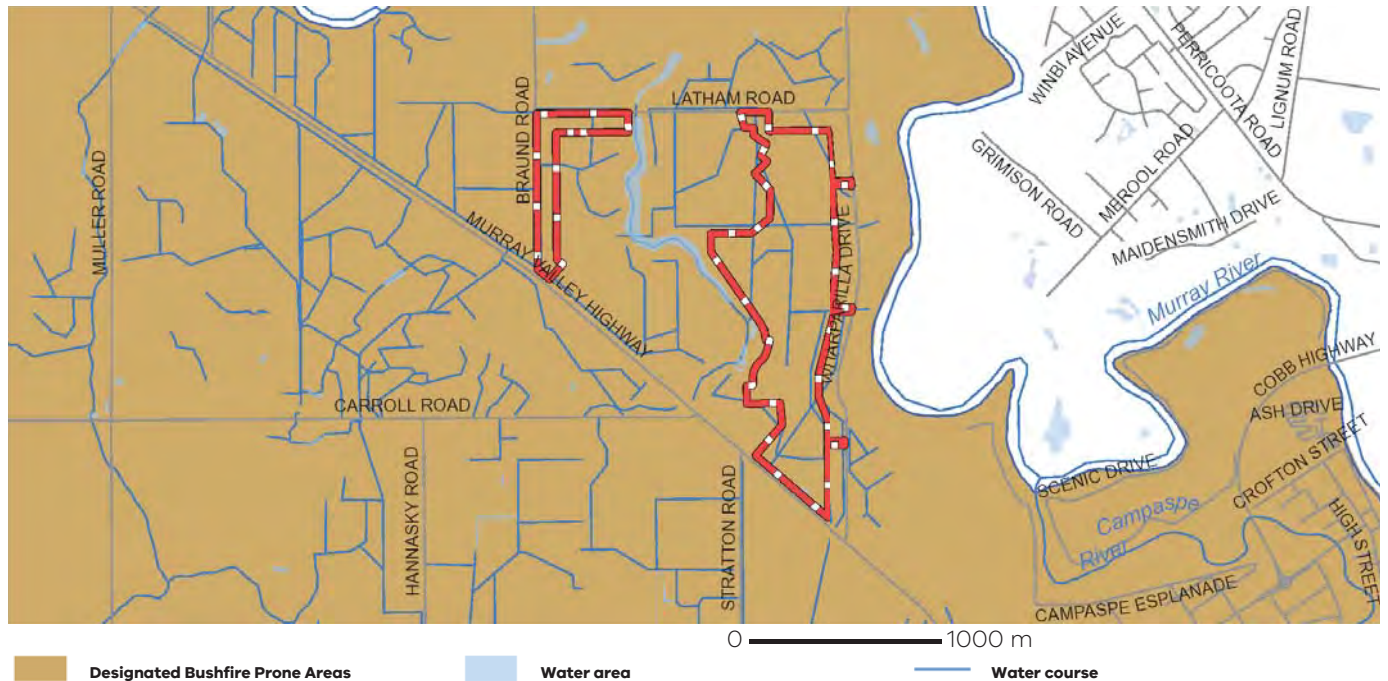 WINBI AVENUE
PERRICOOTA ROAD
LIGNUM ROAD
LATHAM ROAD
BRAUND ROAD
GRIMISON ROAD
MEROOL ROAD
MULLER ROAD
MURRAY VALLEY HIGHWAY
WHARPARILLA DRIVE
MAIDENSMITH DRIVE
Murray River
COBB HIGHWAY
CARROLL ROAD
ASH DRIVE
CROFTON STREET
SCENIC DRIVE
HANNASKY ROAD
STRATTON ROAD
Campaspe
River
HIGH STREET
CAMPASPE ESPLANADE
0 1000 m
Designated Bushfire Prone Areas Water area Water course